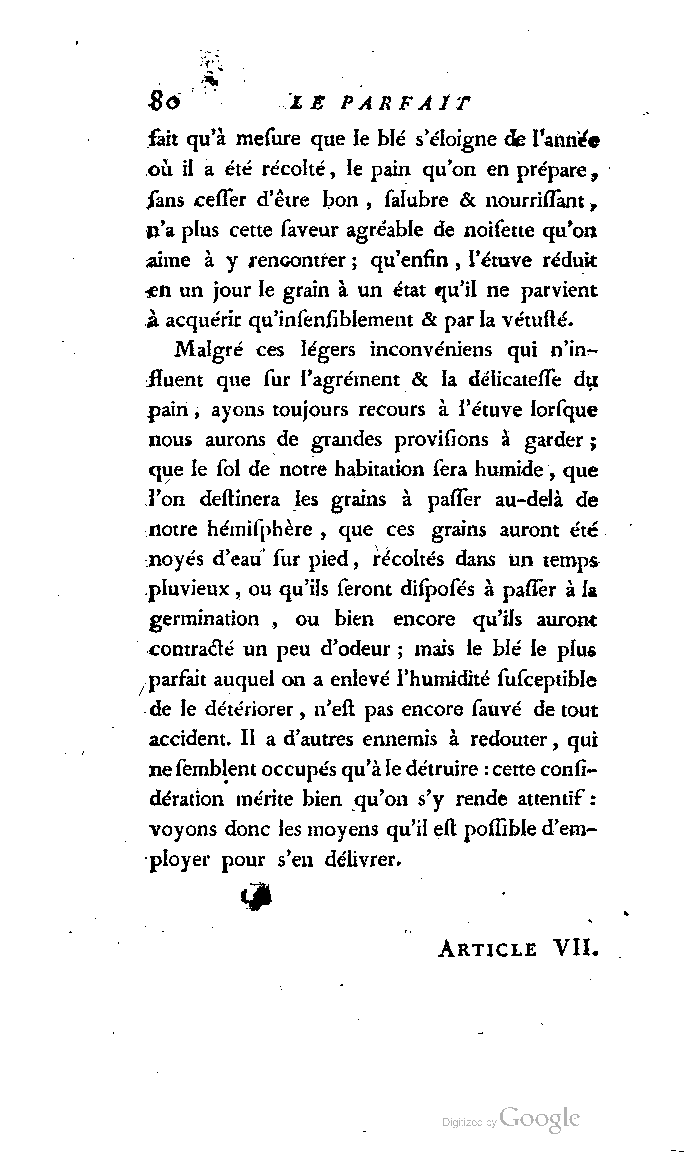 80 LE PARFAIT
fait qu'à meſure que le blé s'éloigne de l'année
où il a été récolté, le pain qu'on en prépare,
ſans ceſſer d'être bon, ſalubre & nourriſſant,
n'a plus cette ſaveur agréable de noiſette qu'on
aime à y rencontrer ; qu'enfin, l'étuve réduit
en un jour le grain à un état qu'il ne parvient
à acquérir qu'inſenſiblement & par la vétuſté.
Malgré ces légers inconvéniens qui n'in-
fluent que ſur l'agrément & la délicateſſe du
pain, ayons toujours recours à l'étuve lorſque
nous aurons de grandes proviſions à garder ;
que le ſol de notre habitation ſera humide, que
l'on deſtinera les grains à paſſer au-delà de
notre hémiſphère, que ces grains auront été
noyés d'eau ſur pied, récoltés dans un temps
pluvieux, ou qu'ils ſeront diſpoſés à paſſer à la
germination, ou bien encore qu'ils auront
contracté un peu d'odeur ; mais le blé le plus
parfait auquel on a enlevé l'humidité ſuſceptible
de le détériorer, n'eſt pas encore ſauvé de tout
accident. Il a d'autres ennemis à redouter, qui
ne ſemblent occupés qu'à le détruire : cette conſi-
dération mérite bien qu'on s'y rende attentif :
voyons donc les moyens qu'il eſt poſſible d'em-
ployer pour s'en délivrer.
ARTICLE VII.
Digitized by Google